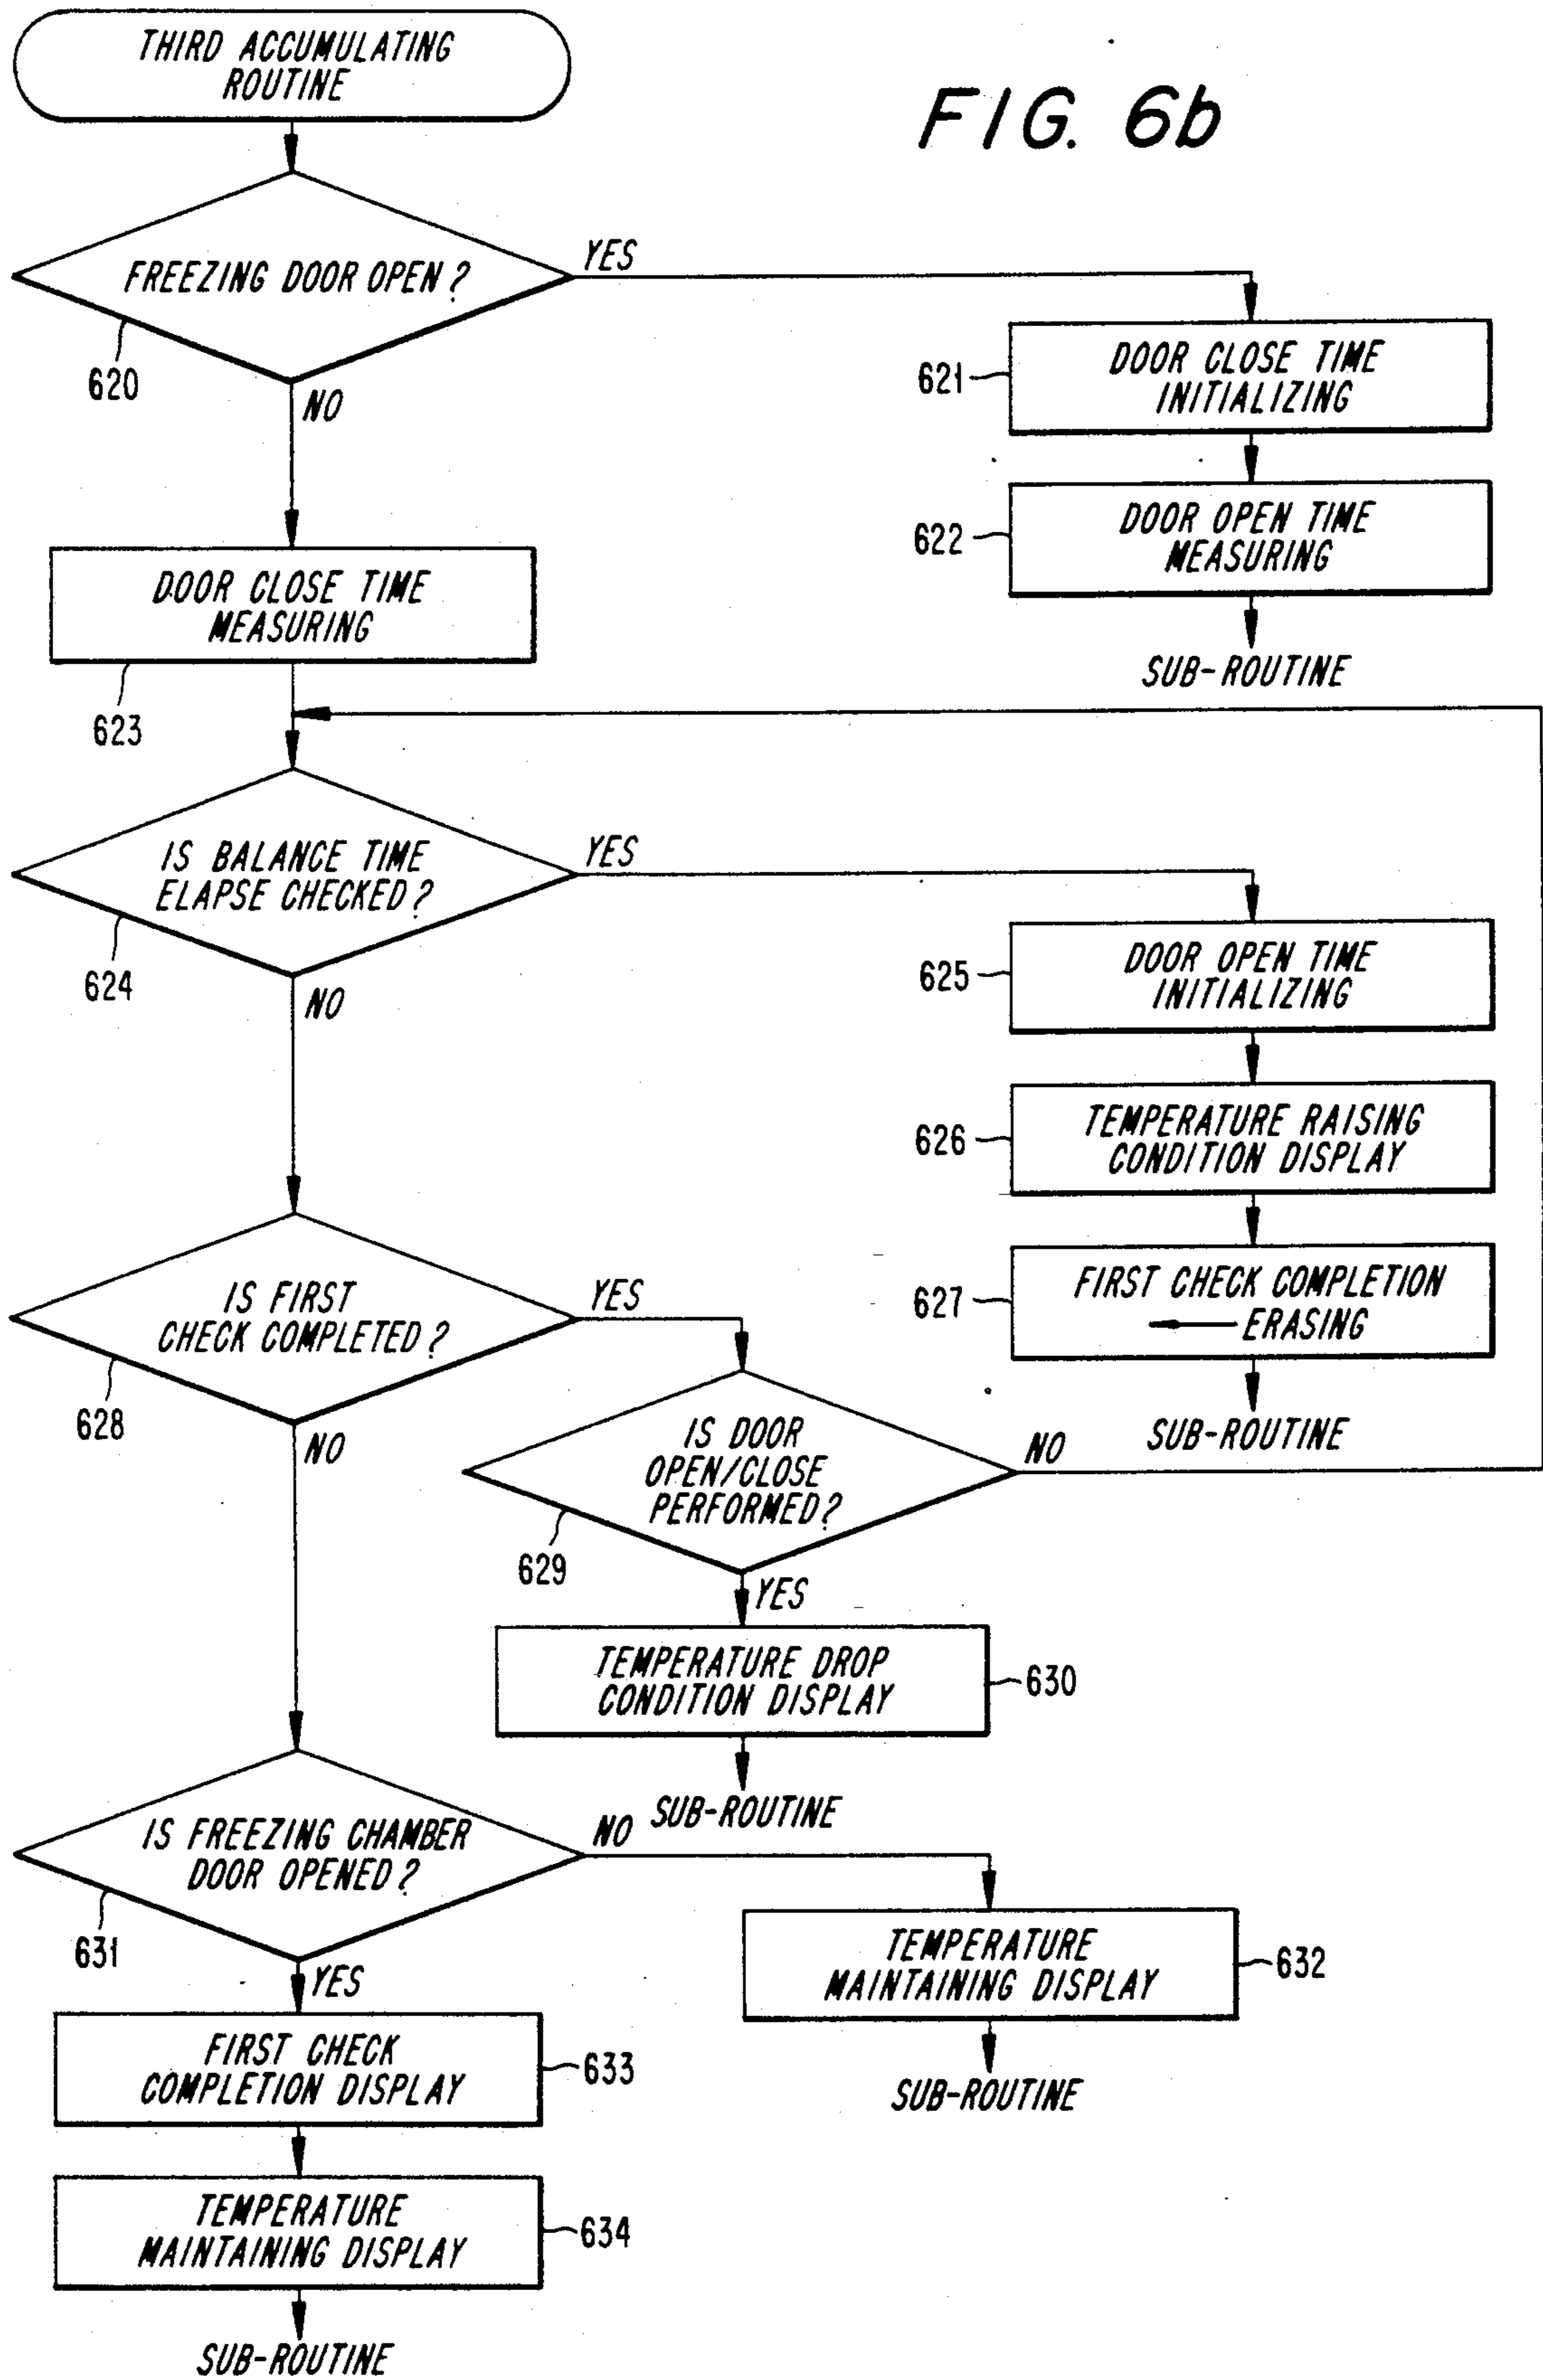 THIRD ACCUMULATING
ROUTINE
FIG. 6b
FREEZING DOOR OPEN?
YES
620
NO
621
DOOR CLOSE TIME
INITIALIZING
622
DOOR OPEN TIME
MEASURING
SUB-ROUTINE
DOOR CLOSE TIME
MEASURING
623
IS BALANCE TIME
ELAPSE CHECKED?
YES
624
NO
625
DOOR OPEN TIME
INITIALIZING
626
TEMPERATURE RAISING
CONDITION DISPLAY
627
FIRST CHECK COMPLETION
ERASING
SUB-ROUTINE
IS FIRST
CHECK COMPLETED?
YES
628
NO
IS DOOR
OPEN/CLOSE
PERFORMED?
NO
629
YES
TEMPERATURE DROP
CONDITION DISPLAY
630
SUB-ROUTINE
IS FREEZING CHAMBER
DOOR OPENED?
NO
631
YES
TEMPERATURE
MAINTAINING DISPLAY
632
SUB-ROUTINE
FIRST CHECK
COMPLETION DISPLAY
633
TEMPERATURE
MAINTAINING DISPLAY
634
SUB-ROUTINE